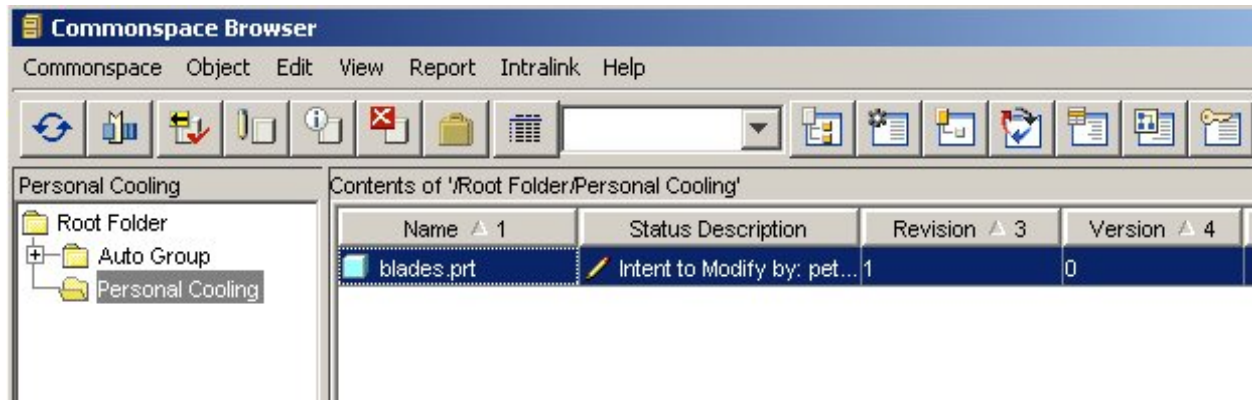 Commonspace Browser
Commonspace Object Edit View Report Intralink Help
Personal Cooling
Contents of '/Root Folder/Personal Cooling'
Root Folder
Auto Group
Personal Cooling
Name 1 Status Description Revision 3 Version 4
blades.prt Intent to Modify by: pet... 1 0